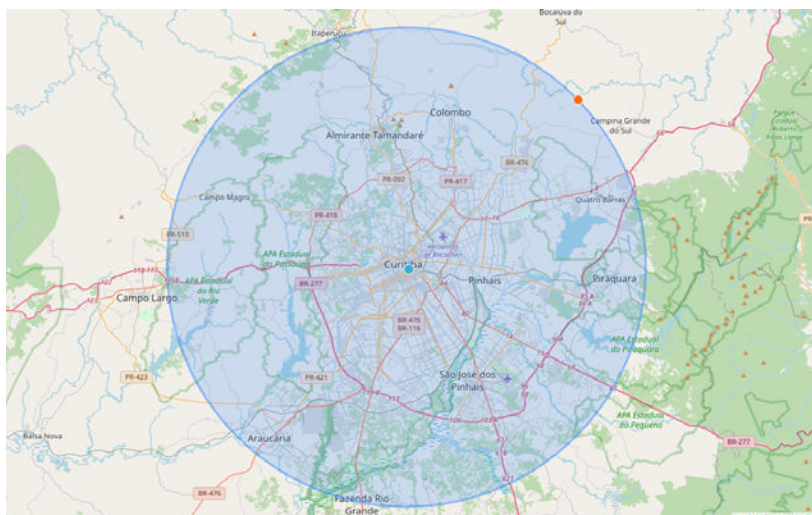 Bocaiúva do
Sul
Itaperuçu
Colombo
Campina Grande
do Sul
Almirante Tamandaré
BR-476
PR-092
PR-417
Campo Magro
Quatro Barras
PR-418
PR-510
Curitiba
APA Estadual
do Passaúna
Pinhais
Piraquara
BR-277
APA Estadual
do Rio
Verde
Campo Largo
BR-476
BR-116
APA Estadual
do Piraquara
PR-423
PR-421
São José dos
Pinhais
APA Estadual
do Pequeno
Balsa Nova
Araucária
BR-277
BR-476
Fazenda Rio
Grande